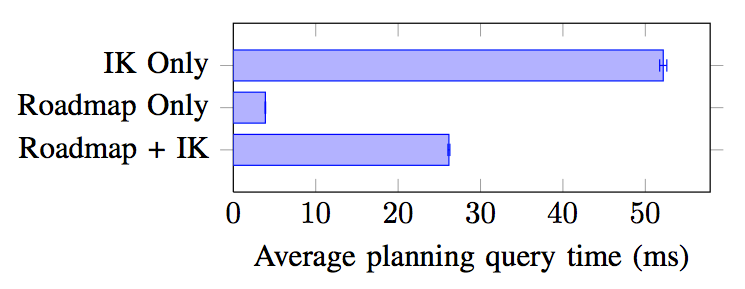 IK Only
Roadmap Only
Roadmap + IK
0 10 20 30 40 50
Average planning query time (ms)